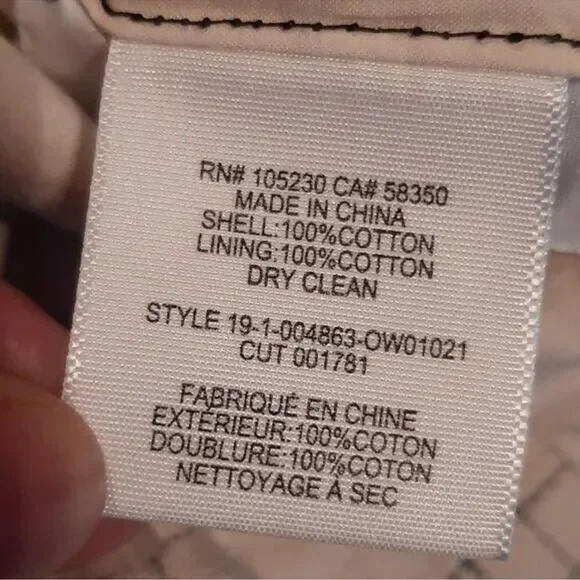 RN# 105230 CA# 58350
MADE IN CHINA
SHELL:100%COTTON
LINING:100%COTTON
DRY CLEAN
STYLE 19-1-004863-OW01021
CUT 001781
FABRIQUÉ EN CHINE
EXTÉRIEUR:100%COTON
DOUBLURE:100%COTON
NETTOYAGE À SEC